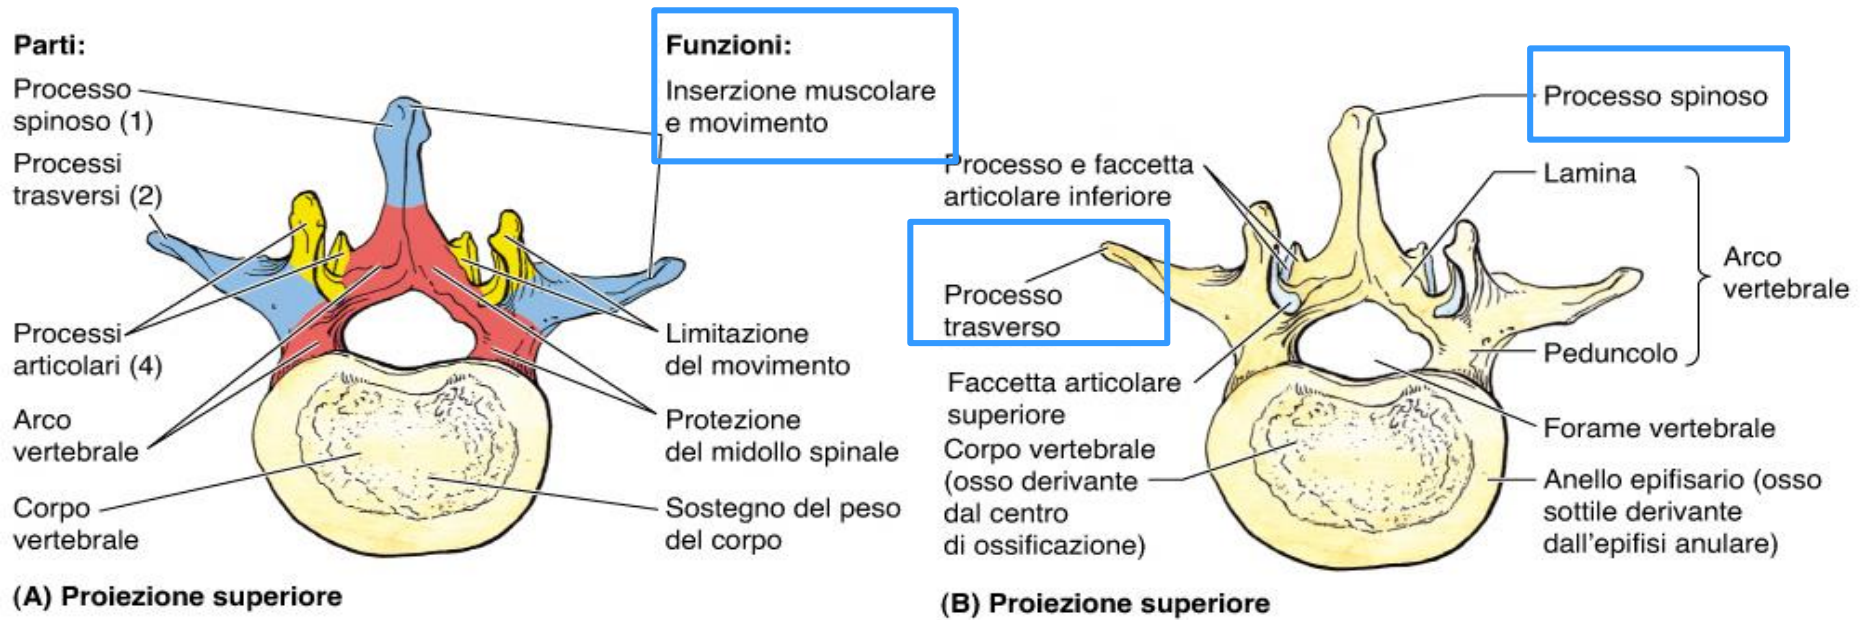 Parti:
Processo
spinoso (1)
Processi
trasversi (2)
Processi
articolari (4)
Arco
vertebrale
Corpo
vertebrale
Funzioni:
Inserzione muscolare
e movimento
Limitazione
del movimento
Protezione
del midollo spinale
Sostegno del peso
del corpo
(A) Proiezione superiore
Processo e faccetta
articolare inferiore
Processo
trasverso
Faccetta articolare
superiore
Corpo vertebrale
(osso derivante
dal centro
di ossificazione)
Processo spinoso
Lamina
Arco
vertebrale
Peduncolo
Forame vertebrale
Anello epifisario (osso
sottile derivante
dall'epifisi anulare)
(B) Proiezione superiore